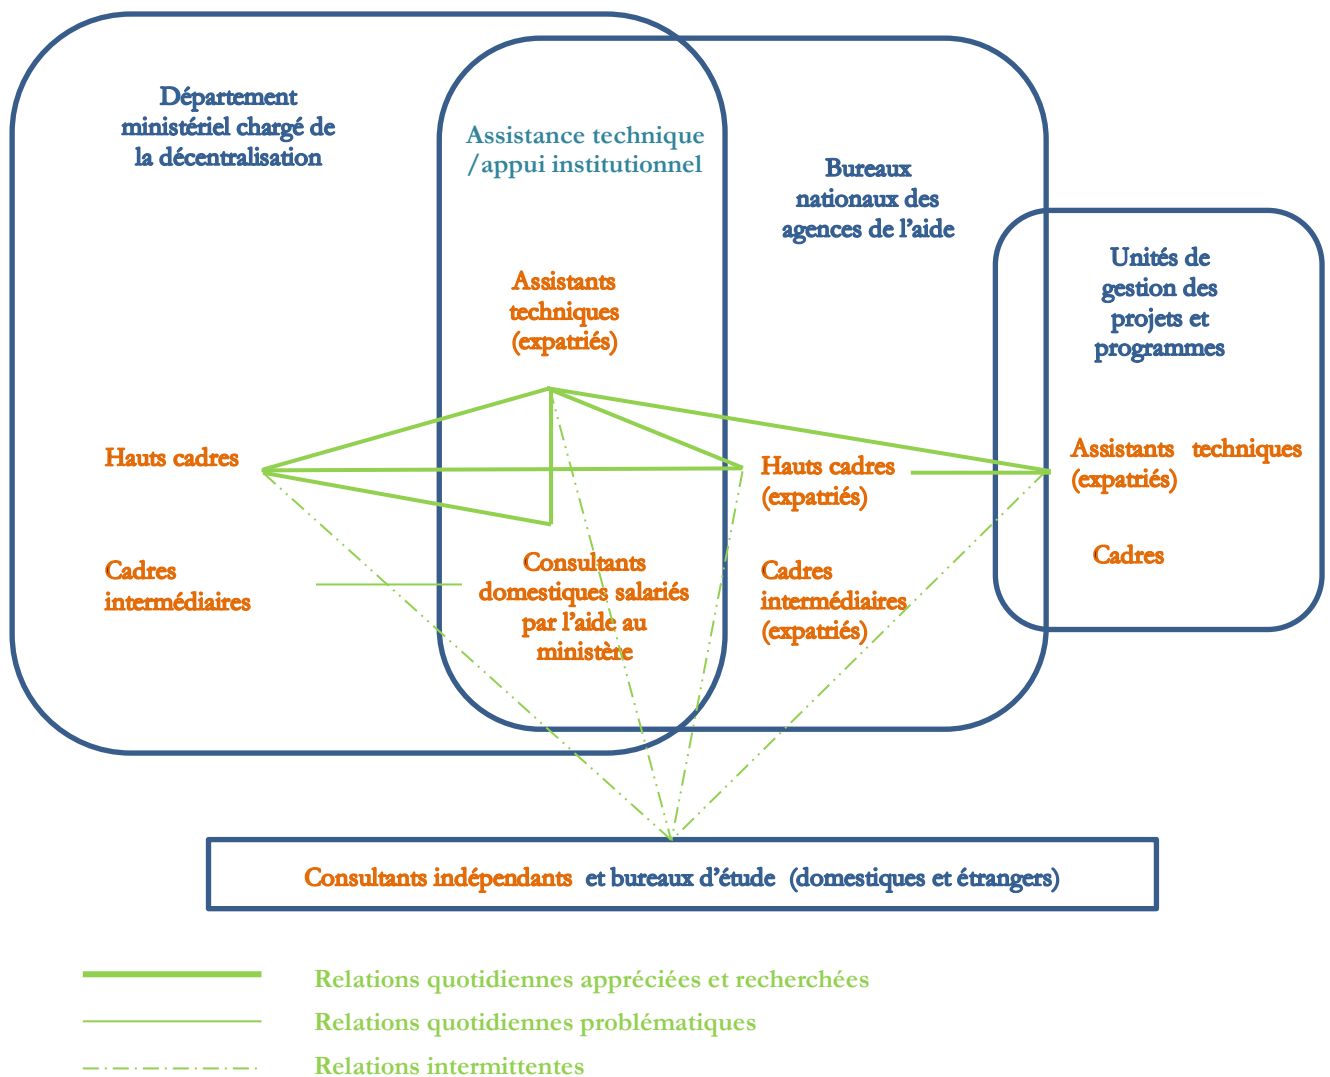 Département
ministériel chargé de
la décentralisation
Assistance technique
/appui institutionnel
Bureaux
nationaux des
agences de l'aide
Unités de
gestion des
projets et
programmes
Assistants
techniques
(expatriés)
Hauts cadres
Hauts cadres
(expatriés)
Assistants techniques
(expatriés)
Cadres
Cadres
intermédiaires
Consultants
domestiques salariés
par l'aide au
ministère
Cadres
intermédiaires
(expatriés)
Consultants indépendants et bureaux d'étude (domestiques et étrangers)
Relations quotidiennes appréciées et recherchées
Relations quotidiennes problématiques
Relations intermittentes